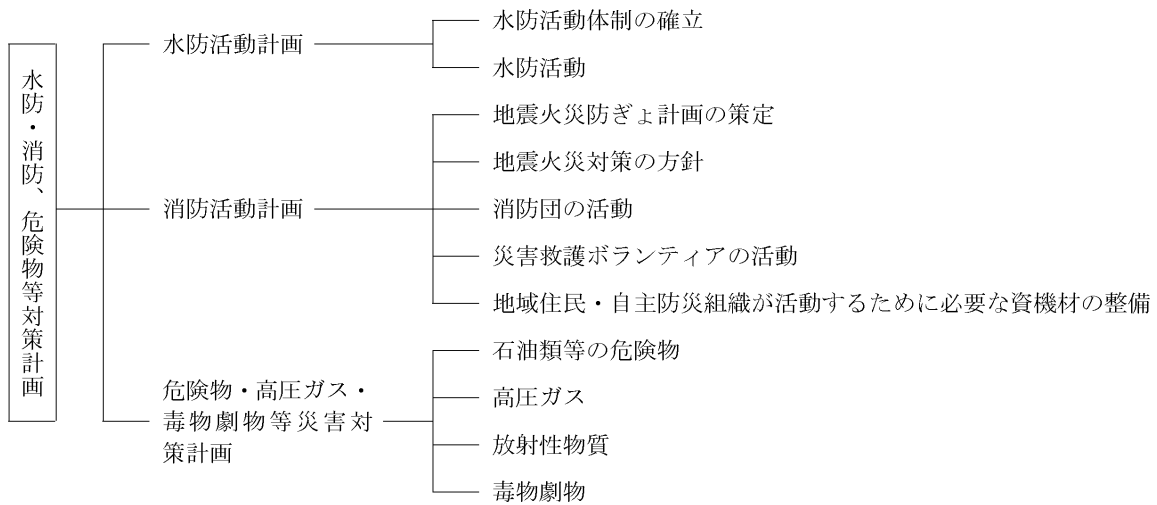 水防・消防、危険物等対策計画
水防活動計画
水防活動体制の確立
水防活動
消防活動計画
地震火災防ぎょ計画の策定
地震火災対策の方針
消防団の活動
災害救護ボランティアの活動
地域住民・自主防災組織が活動するために必要な資機材の整備
危険物・高圧ガス・
毒物劇物等災害対
策計画
石油類等の危険物
高圧ガス
放射性物質
毒物劇物